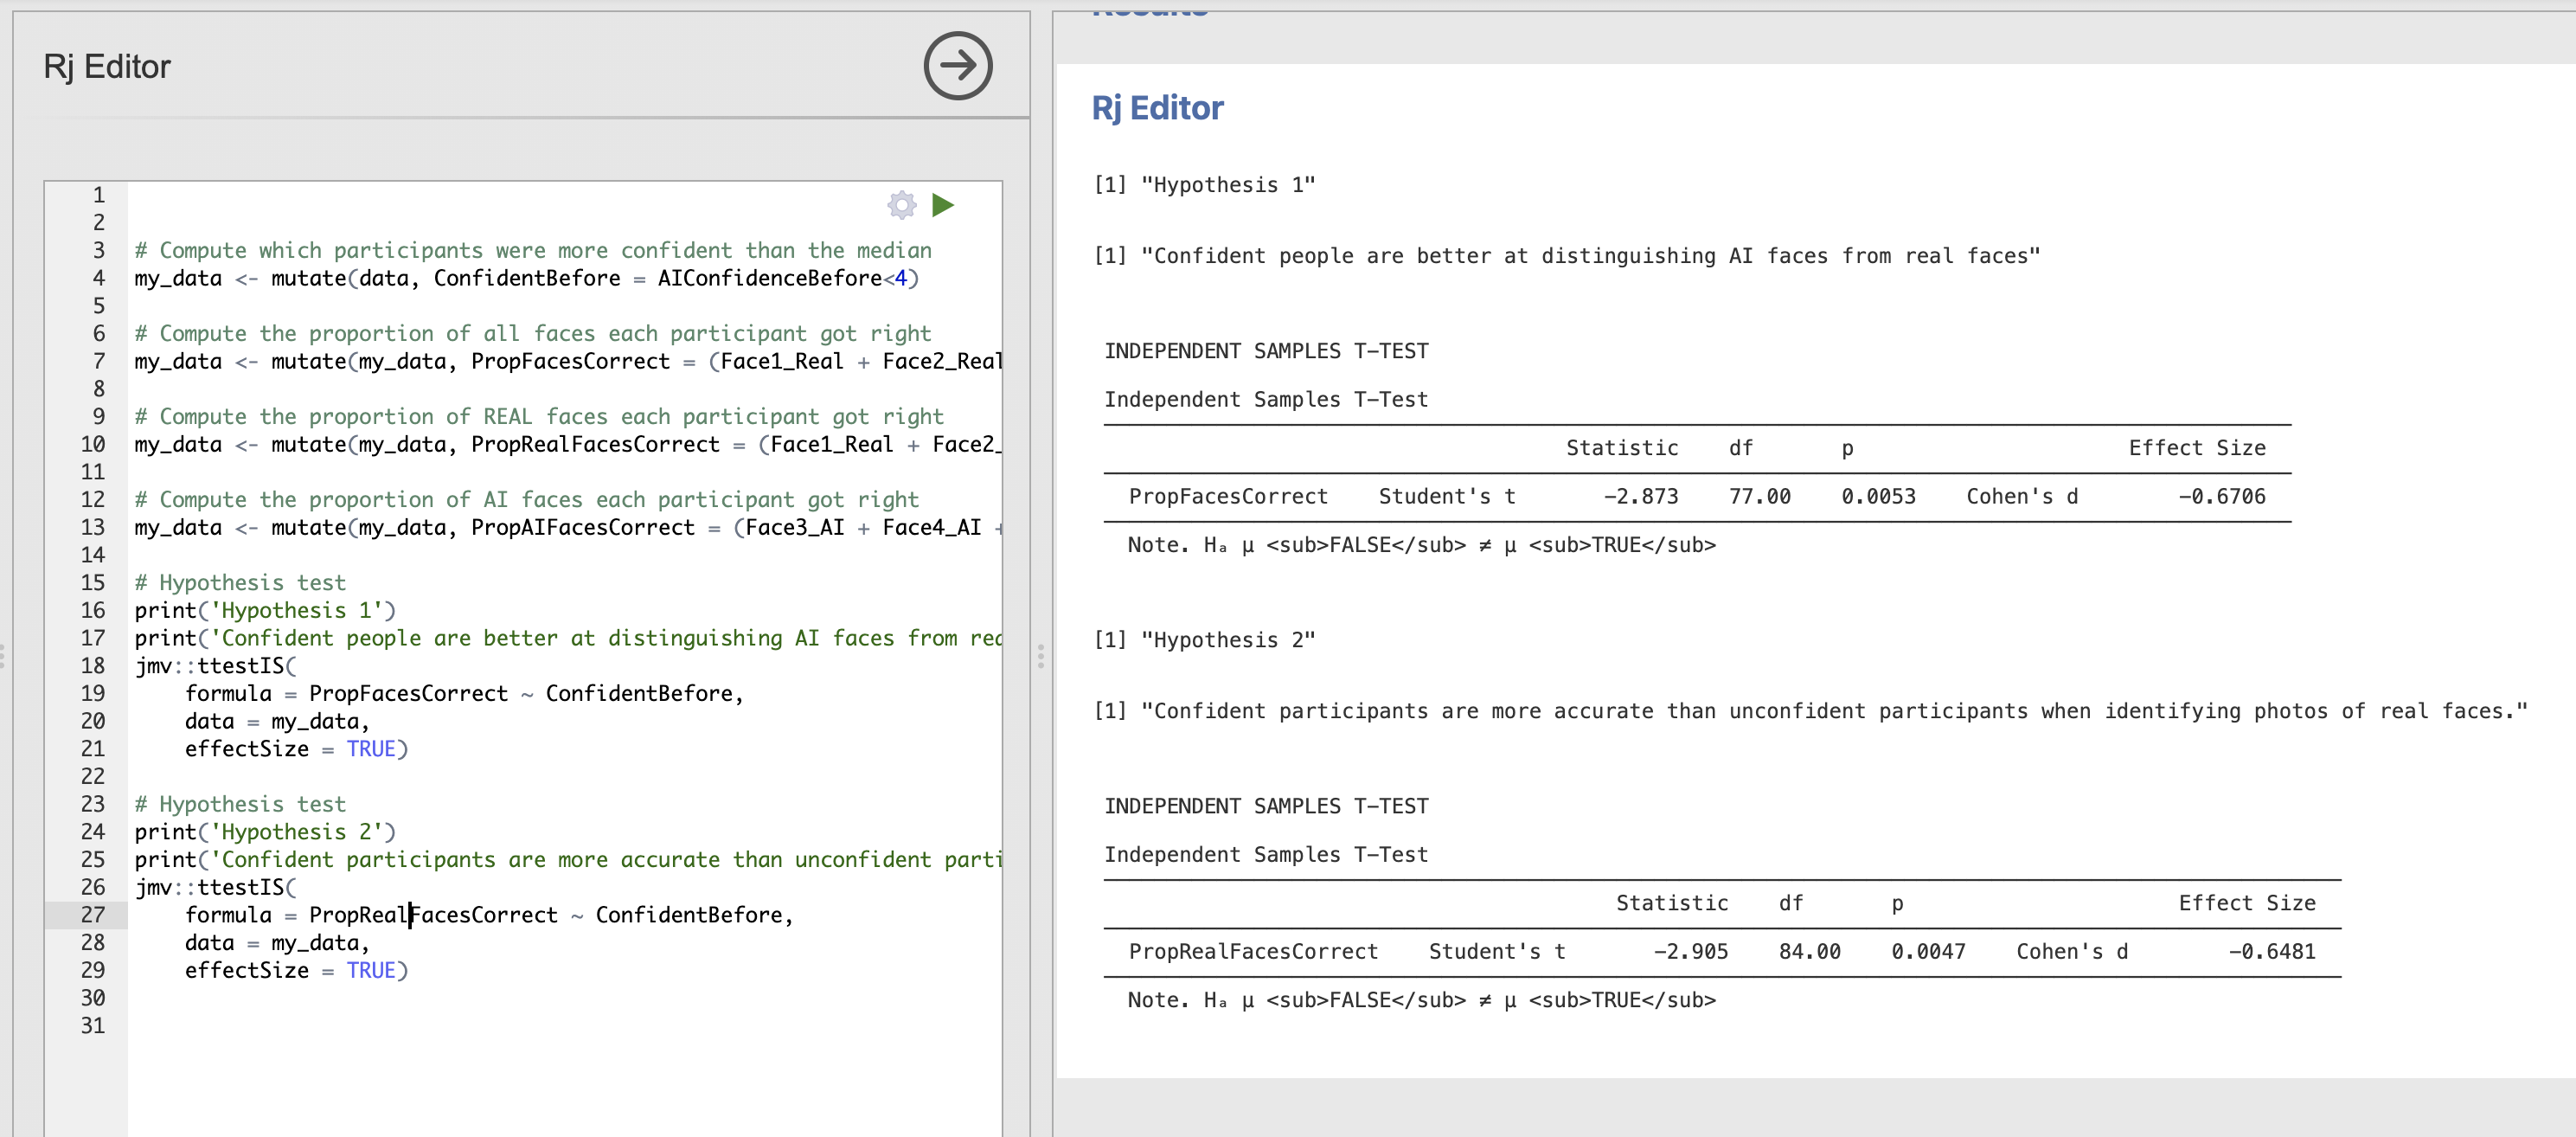 Rj Editor
1
2
3 # Compute which participants were more confident than the median
4 my_data <- mutate(data, ConfidentBefore = AIConfidenceBefore<4)
5
6 # Compute the proportion of all faces each participant got right
7 my_data <- mutate(my_data, PropFacesCorrect = (Face1_Real + Face2_Real
8
9 # Compute the proportion of REAL faces each participant got right
10 my_data <- mutate(my_data, PropRealFacesCorrect = (Face1_Real + Face2_
11
12 # Compute the proportion of AI faces each participant got right
13 my_data <- mutate(my_data, PropAIFacesCorrect = (Face3_AI + Face4_AI +
14
15 # Hypothesis test
16 print('Hypothesis 1')
17 print('Confident people are better at distinguishing AI faces from rea
18 jmv::ttestIS(
19 formula = PropFacesCorrect ~ ConfidentBefore,
20 data = my_data,
21 effectSize = TRUE)
22
23 # Hypothesis test
24 print('Hypothesis 2')
25 print('Confident participants are more accurate than unconfident parti
26 jmv::ttestIS(
27 formula = PropRealFacesCorrect ~ ConfidentBefore,
28 data = my_data,
29 effectSize = TRUE)
30
31
Results
Rj Editor
[1] "Hypothesis 1"
[1] "Confident people are better at distinguishing AI faces from real faces"
INDEPENDENT SAMPLES T-TEST
Independent Samples T-Test
Statistic df p Effect Size
PropFacesCorrect Student's t -2.873 77.00 0.0053 Cohen's d -0.6706
Note. Hₐ μ <sub>FALSE</sub> ≠ μ <sub>TRUE</sub>
[1] "Hypothesis 2"
[1] "Confident participants are more accurate than unconfident participants when identifying photos of real faces."
INDEPENDENT SAMPLES T-TEST
Independent Samples T-Test
Statistic df p Effect Size
PropRealFacesCorrect Student's t -2.905 84.00 0.0047 Cohen's d -0.6481
Note. Hₐ μ <sub>FALSE</sub> ≠ μ <sub>TRUE</sub>